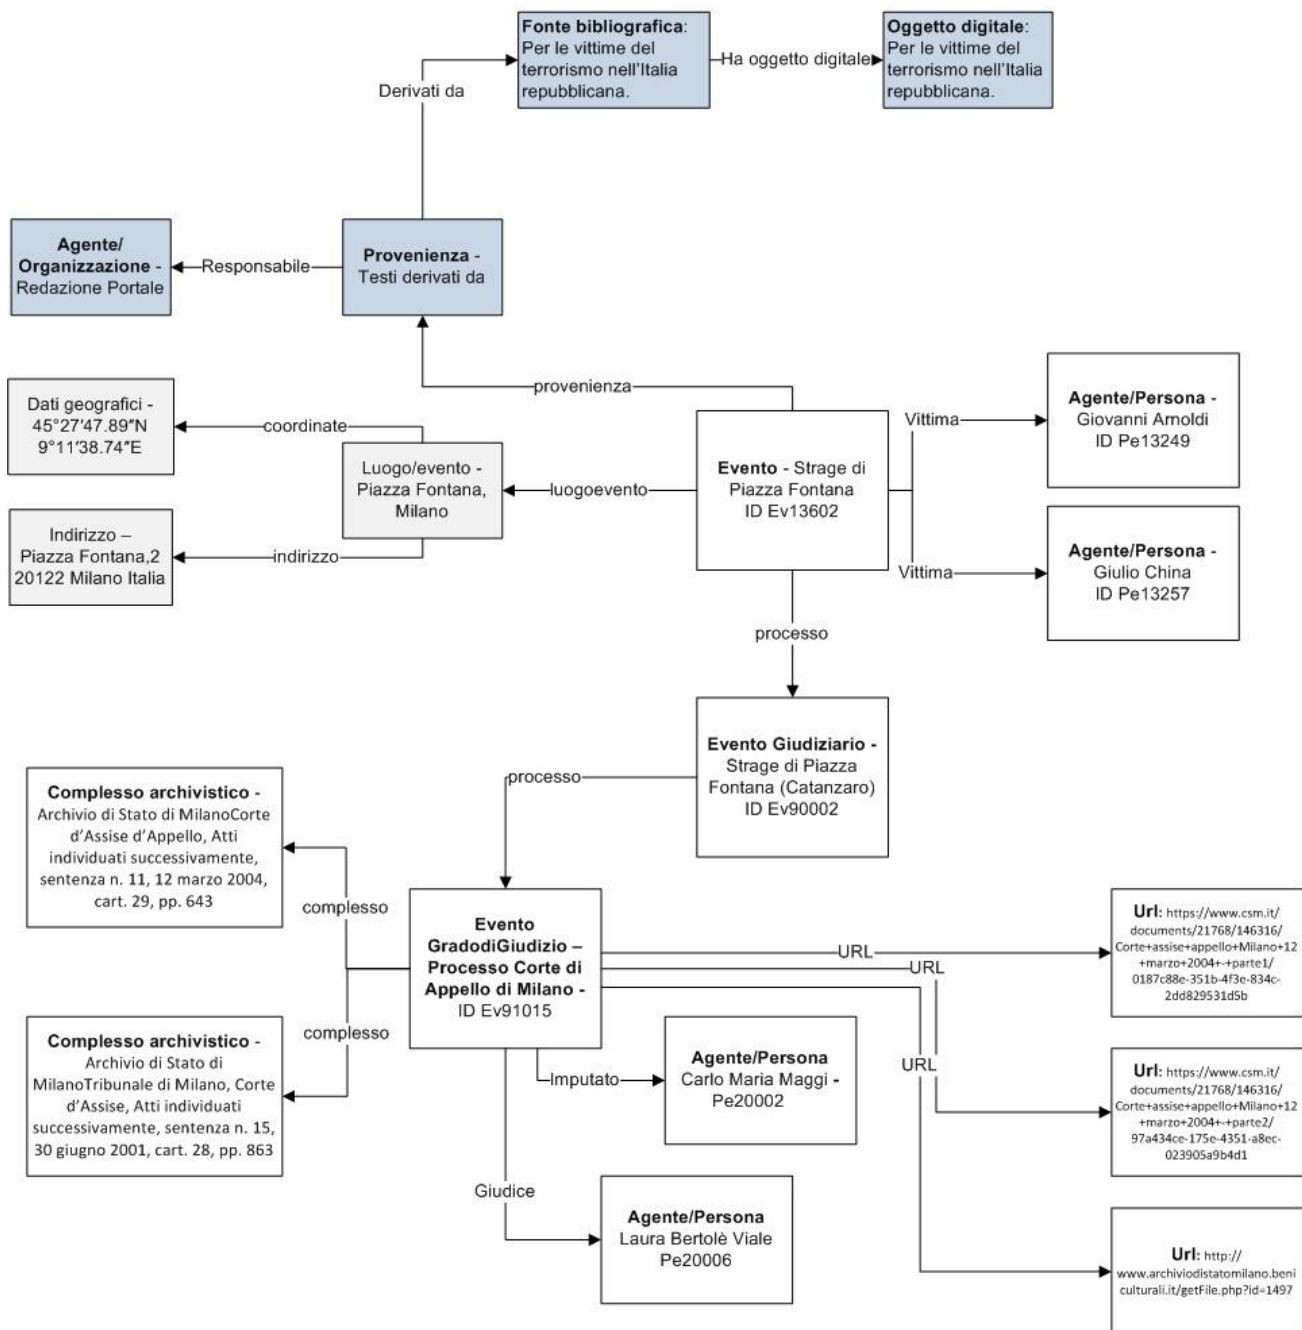 Fonte bibliografica:
Per le vittime del
terrorismo nell'Italia
repubblicana.
Ha oggetto digitale
Oggetto digitale:
Per le vittime del
terrorismo nell'Italia
repubblicana.
Derivati da
Agente/
Organizzazione -
Redazione Portale
Responsabile
Provenienza -
Testi derivati da
provenienza
Dati geografici -
45°27'47.89"N
9°11'38.74"E
coordinate
Luogo/evento -
Piazza Fontana,
Milano
luogoevento
Indirizzo –
Piazza Fontana,2
20122 Milano Italia
indirizzo
Evento - Strage di
Piazza Fontana
ID Ev13602
Vittima
Agente/Persona -
Giovanni Arnoldi
ID Pe13249
Vittima
Agente/Persona -
Giulio China
ID Pe13257
processo
Evento Giudiziario -
Strage di Piazza
Fontana (Catanzaro)
ID Ev90002
processo
Complesso archivistico -
Archivio di Stato di MilanoCorte
d'Assise d'Appello, Atti
individuati successivamente,
sentenza n. 11, 12 marzo 2004,
cart. 29, pp. 643
complesso
Evento
GradodiGiudizio –
Processo Corte di
Appello di Milano -
ID Ev91015
complesso
Complesso archivistico -
Archivio di Stato di
MilanoTribunale di Milano, Corte
d'Assise, Atti individuati
successivamente, sentenza n. 15,
30 giugno 2001, cart. 28, pp. 863
URL
Url: https://www.csm.it/
documents/21768/146316/
Corte+assise+appello+Milano+12
+marzo+2004+-+parte1/
0187c88e-351b-4f3e-834c-
2dd829531d5b
URL
Url: https://www.csm.it/
documents/21768/146316/
Corte+assise+appello+Milano+12
+marzo+2004+-+parte2/
97a434ce-175e-4351-a8ec-
023905a9b4d1
URL
Url: http://
www.archiviodistatomilano.beni
culturali.it/getFile.php?id=1497
Imputato
Agente/Persona
Carlo Maria Maggi -
Pe20002
Giudice
Agente/Persona
Laura Bertolè Viale
Pe20006